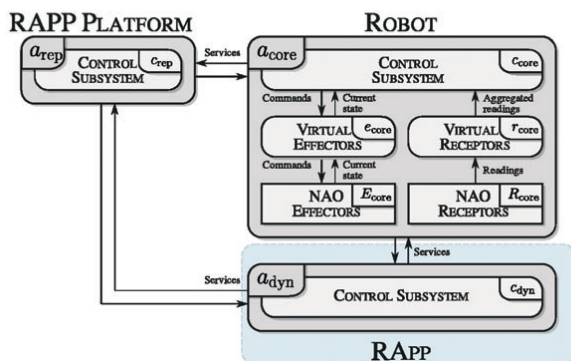 RAPP PLATFORM
ROBOT
a_rep
CONTROL
SUBSYSTEM
c_rep
Services
a_core
CONTROL
SUBSYSTEM
c_core
Commands
Current
state
Aggregated
readings
VIRTUAL
EFFECTORS
e_core
VIRTUAL
RECEPTORS
r_core
Commands
Current
state
Readings
NAO
EFFECTORS
E_core
NAO
RECEPTORS
R_core
Services
Services
a_dyn
CONTROL SUBSYSTEM
c_dyn
RAPP